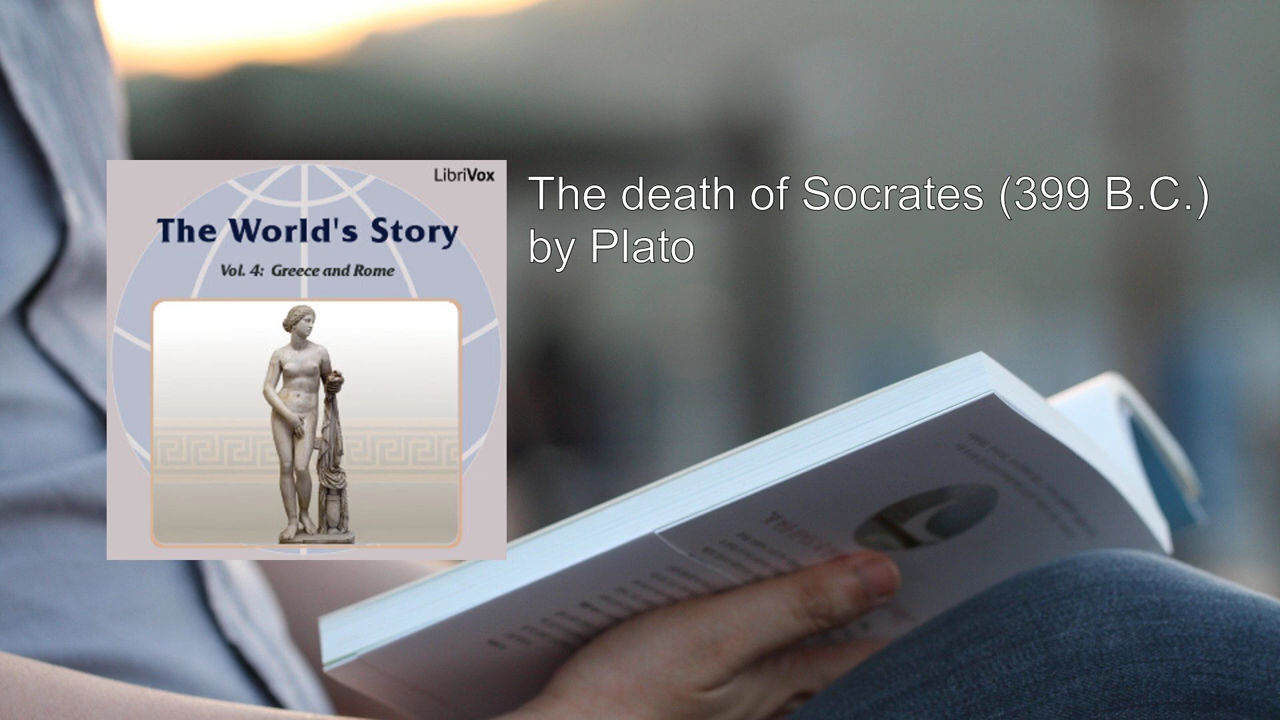 LibriVox
The World's Story
Vol. 4: Greece and Rome
The death of Socrates (399 B.C.)
by Plato